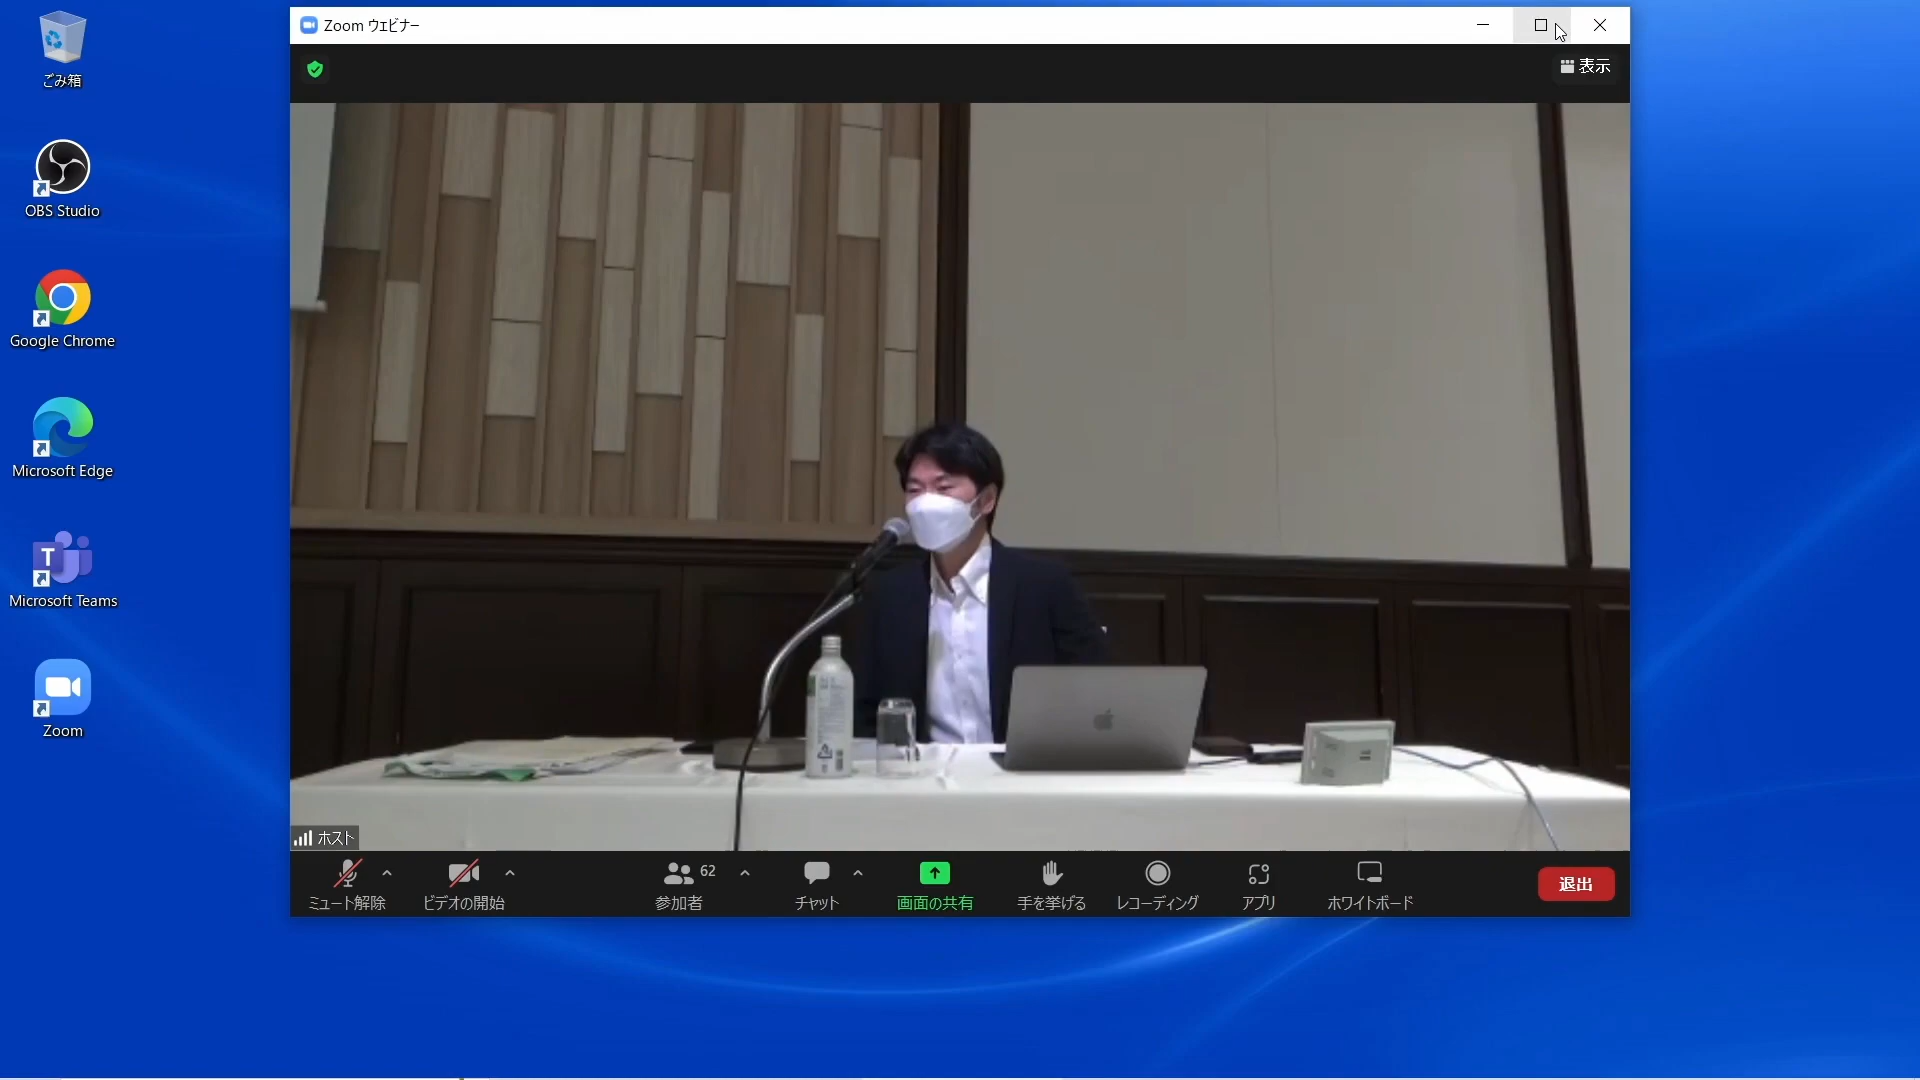 Zoom ウェビナー
表示
ごみ箱
OBS Studio
Google Chrome
Microsoft Edge
Microsoft Teams
Zoom
ホスト
62
ミュート解除
ビデオの開始
参加者
チャット
画面の共有
手を挙げる
レコーディング
アプリ
ホワイトボード
退出